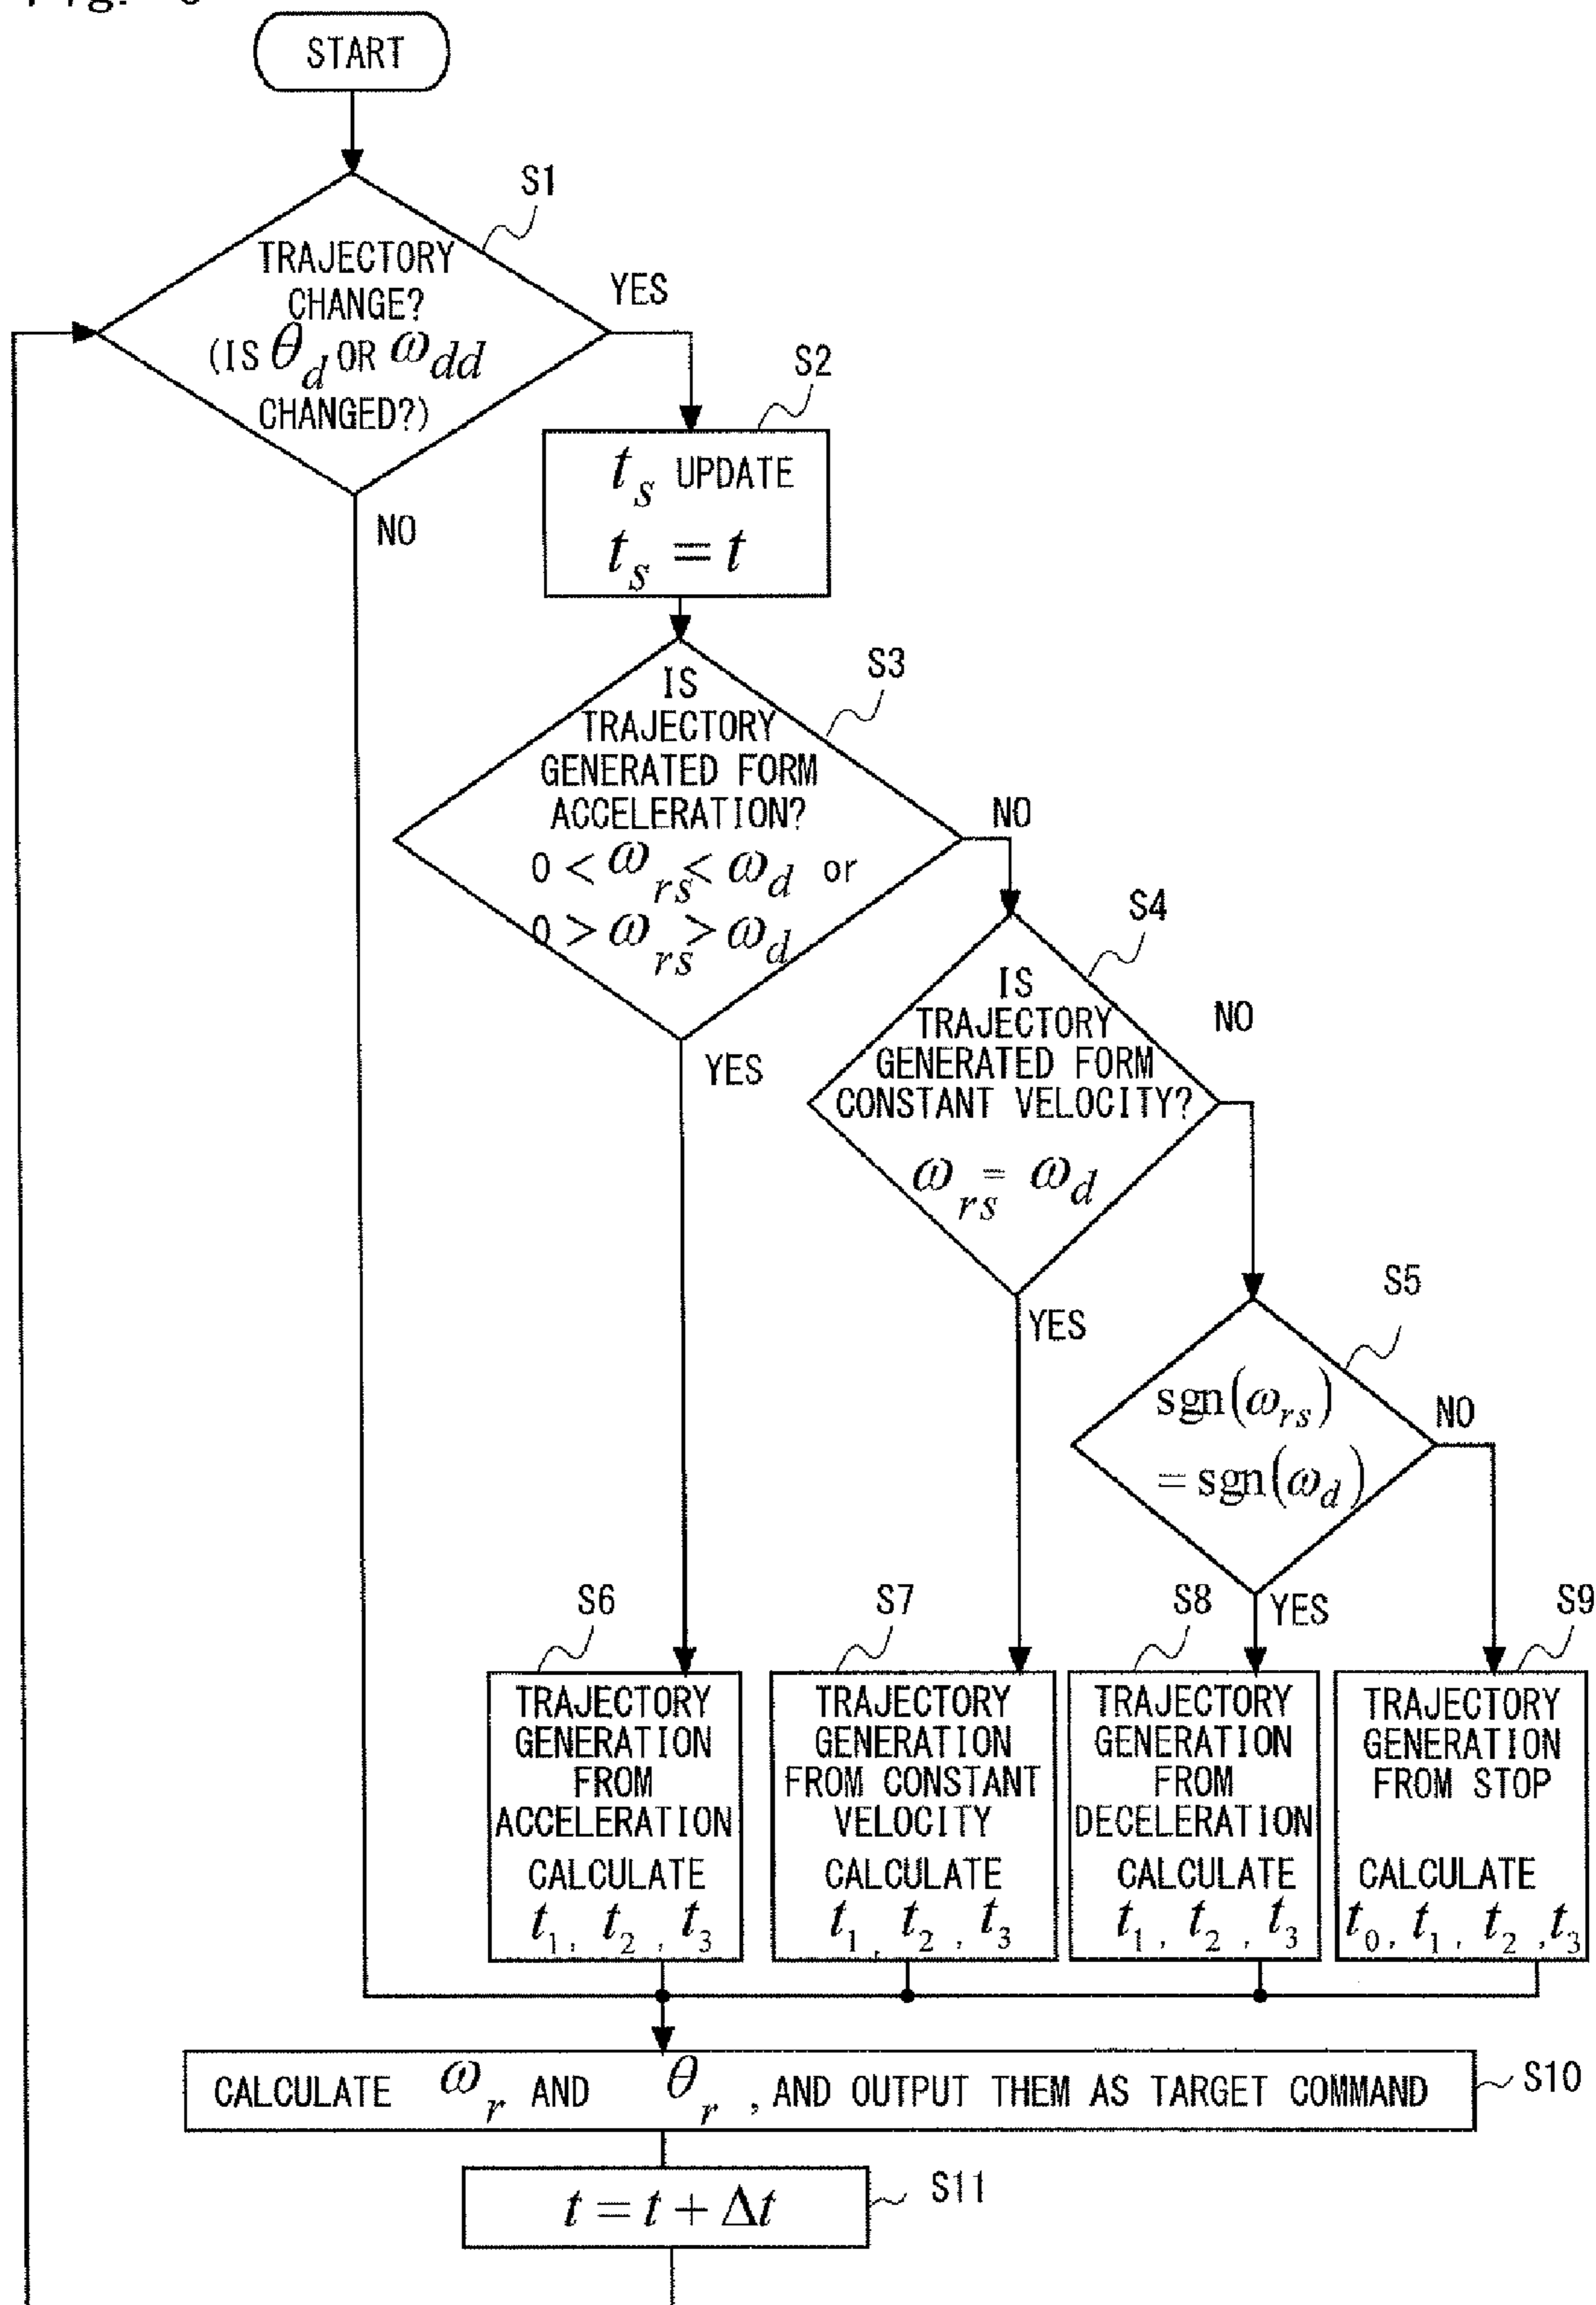 START
S1
TRAJECTORY
CHANGE?
(IS θd OR ωdd
CHANGED?)
YES
NO
S2
ts UPDATE
ts = t
S3
IS
TRAJECTORY
GENERATED FORM
ACCELERATION?
0 < ωrs < ωd or
0 > ωrs > ωd
NO
YES
S4
IS
TRAJECTORY
GENERATED FORM
CONSTANT VELOCITY?
ωrs = ωd
NO
YES
S5
sgn(ωrs)
= sgn(ωd)
NO
YES
S6
TRAJECTORY
GENERATION
FROM
ACCELERATION
CALCULATE
t1, t2, t3
S7
TRAJECTORY
GENERATION
FROM CONSTANT
VELOCITY
CALCULATE
t1, t2, t3
S8
TRAJECTORY
GENERATION
FROM
DECELERATION
CALCULATE
t1, t2, t3
S9
TRAJECTORY
GENERATION
FROM STOP
CALCULATE
t0, t1, t2, t3
CALCULATE ωr AND θr, AND OUTPUT THEM AS TARGET COMMAND
S10
t = t + Δt
S11